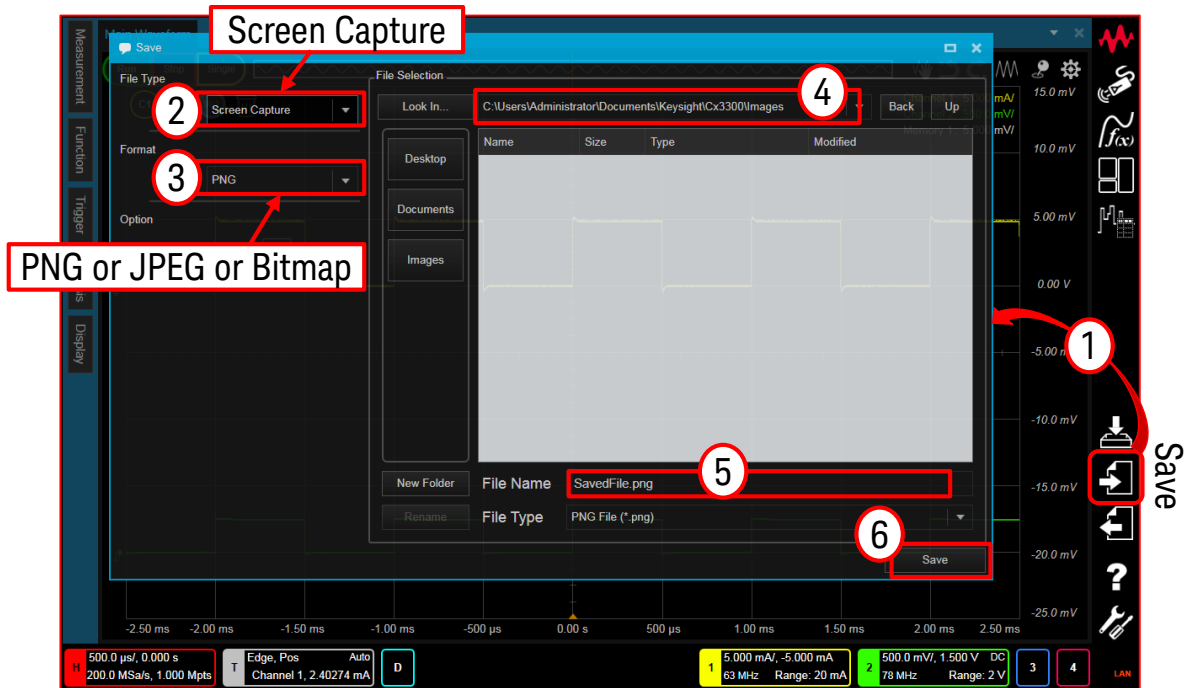 Screen Capture
Main Waveform
Save
Run Stop Single
File Type
2
Screen Capture
Format
3
PNG
Option
PNG or JPEG or Bitmap
File Selection
Look In...
C:\Users\Administrator\Documents\Keysight\Cx3300\Images
4
Back
Up
Desktop
Documents
Images
Name Size Type Modified
New Folder
Rename
File Name
SavedFile.png
5
File Type
PNG File (*.png)
6
Save
Measurement
Function
Trigger
Display
mA/
mV/
mV/
15.0 mV
10.0 mV
5.00 mV
0.00 V
-5.00 m
-10.0 mV
-15.0 mV
-20.0 mV
-25.0 mV
1
f(x)
Save
?
-2.50 ms -2.00 ms -1.50 ms -1.00 ms -500 µs 0.00 s 500 µs 1.00 ms 1.50 ms 2.00 ms 2.50 ms
H
500.0 µs/, 0.000 s
200.0 MSa/s, 1.000 Mpts
T
Edge, Pos Auto
Channel 1, 2.40274 mA
D
1
5.000 mA/, -5.000 mA
63 MHz Range: 20 mA
2
500.0 mV/, 1.500 V DC
78 MHz Range: 2 V
3
4
LAN